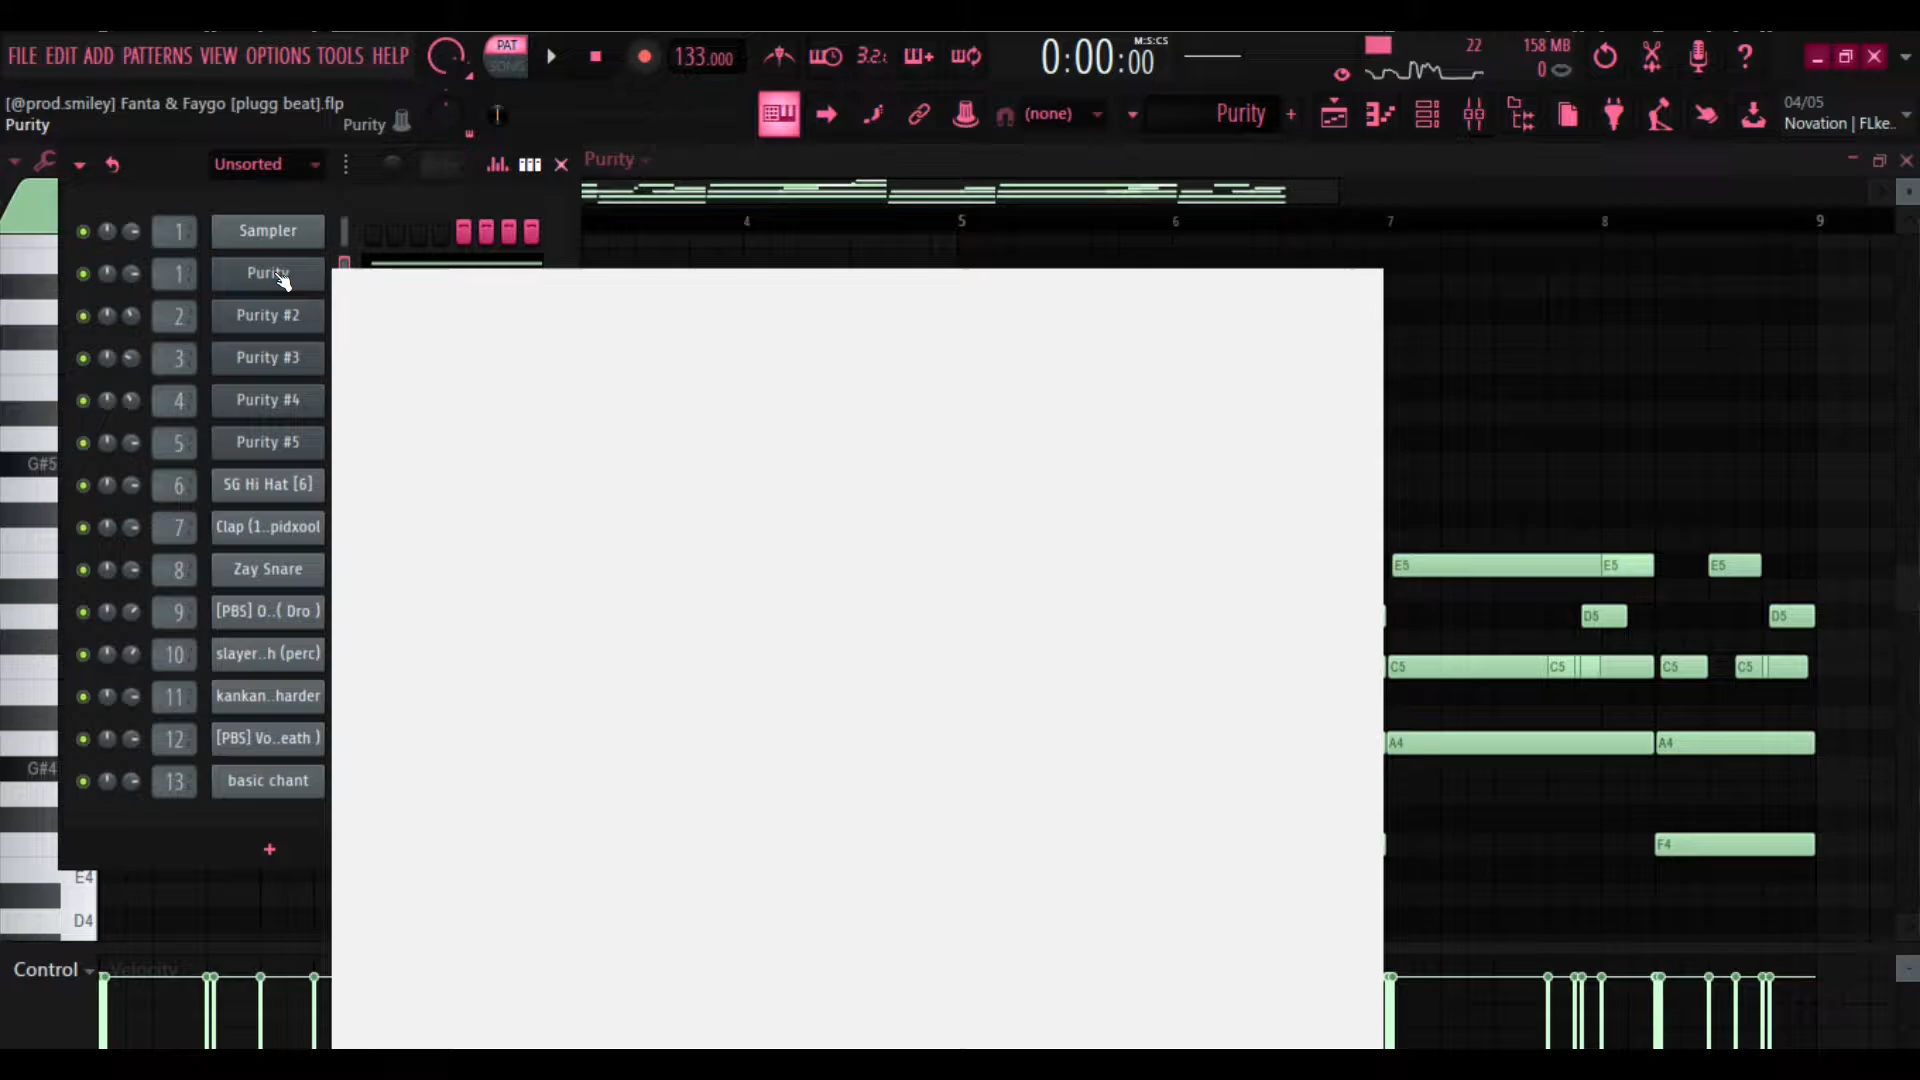 FILE EDIT ADD PATTERNS VIEW OPTIONS TOOLS HELP
PAT
SONG
133.000
3.2.
0:00:00
M:S:CS
22
158 MB
0
?
[@prod.smiley] Fanta & Faygo [plugg beat].flp
Purity
Purity
(none)
Purity
+
04/05
Novation | FLke..
Unsorted
Purity
4
5
6
7
8
9
1 Sampler
1
2 Purity #2
3 Purity #3
4 Purity #4
5 Purity #5
6 SG Hi Hat [6]
7 Clap (1..pidxool
8 Zay Snare
9 [PBS] O..( Dro )
10 slayer..h (perc)
11 kankan..harder
12 [PBS] Vo..eath )
13 basic chant
+
G#5
G#4
E4
D4
E5
E5
E5
D5
D5
C5
C5
C5
C5
A4
A4
F4
Control
Velocity